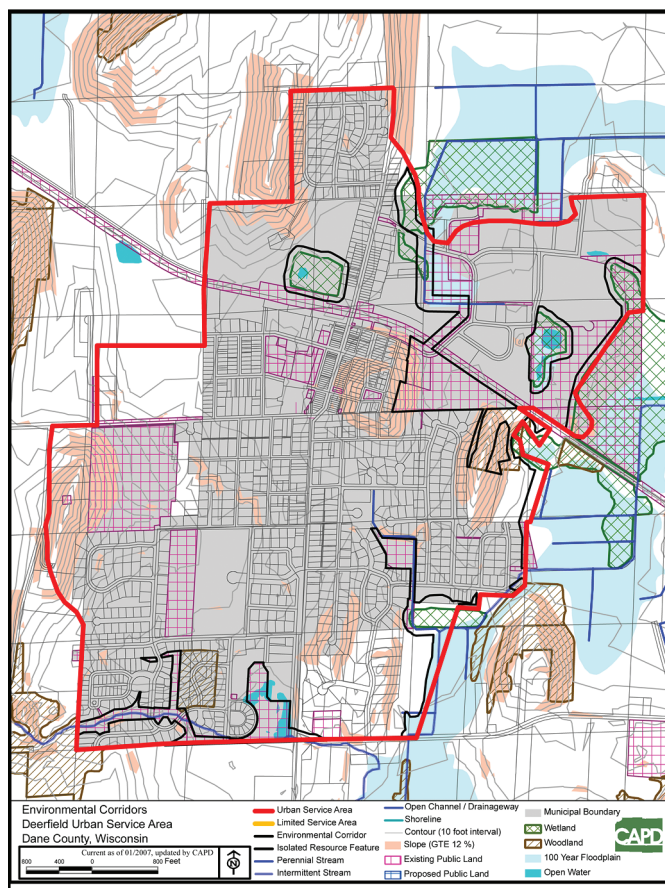 Environmental Corridors
Deerfield Urban Service Area
Dane County, Wisconsin
Current as of 01/2007, updated by CAPD
800 400 0 800 Feet
N
Urban Service Area
Limited Service Area
Environmental Corridor
Isolated Resource Feature
Perennial Stream
Intermittent Stream
Open Channel / Drainageway
Shoreline
Contour (10 foot interval)
Slope (GTE 12 %)
Existing Public Land
Proposed Public Land
Municipal Boundary
Wetland
Woodland
100 Year Floodplain
Open Water
CAPD